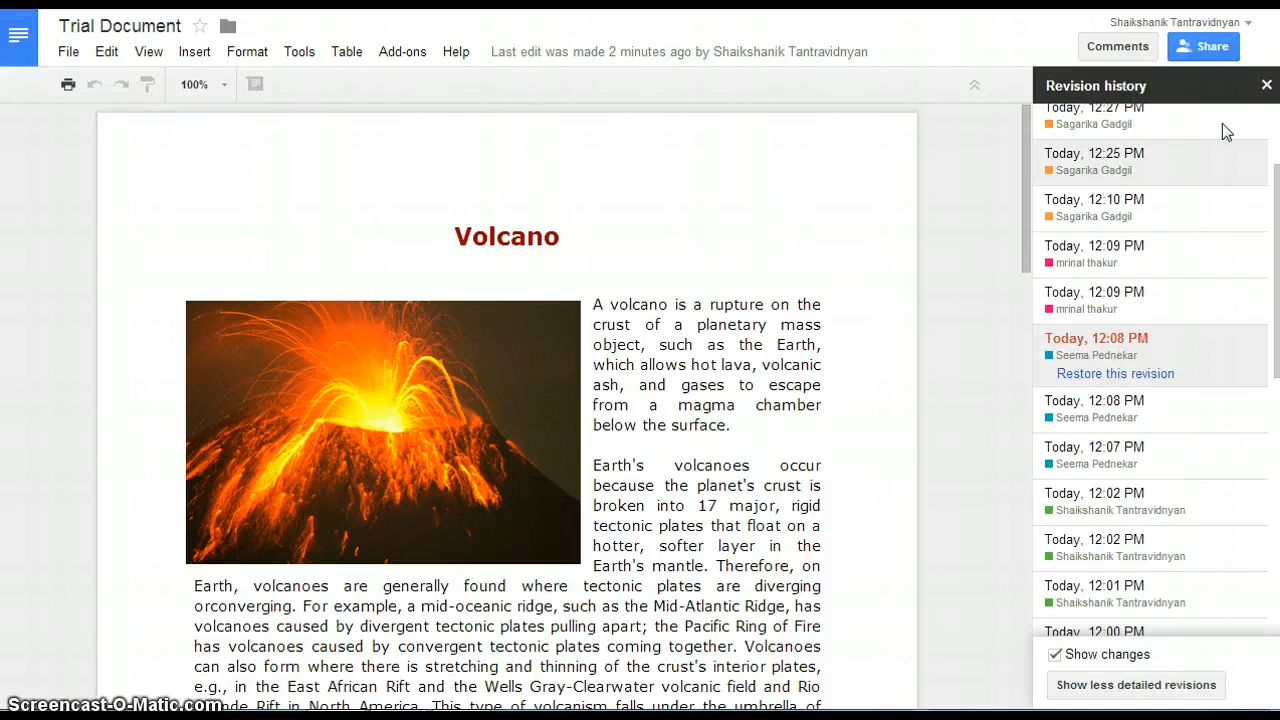 Trial Document
Shaikshanik Tantravidnyan
File Edit View Insert Format Tools Table Add-ons Help Last edit was made 2 minutes ago by Shaikshanik Tantravidnyan
Comments Share
100%
Volcano
A volcano is a rupture on the
crust of a planetary mass
object, such as the Earth,
which allows hot lava, volcanic
ash, and gases to escape
from a magma chamber
below the surface.
Earth's volcanoes occur
because the planet's crust is
broken into 17 major, rigid
tectonic plates that float on a
hotter, softer layer in the
Earth's mantle. Therefore, on
Earth, volcanoes are generally found where tectonic plates are diverging
orconverging. For example, a mid-oceanic ridge, such as the Mid-Atlantic Ridge, has
volcanoes caused by divergent tectonic plates pulling apart; the Pacific Ring of Fire
has volcanoes caused by convergent tectonic plates coming together. Volcanoes
can also form where there is stretching and thinning of the crust's interior plates,
e.g., in the East African Rift and the Wells Gray-Clearwater volcanic field and Rio
Rift in North America. This type of volcanism falls under the umbrella of
Revision history
Today, 12:27 PM
Sagarika Gadgil
Today, 12:25 PM
Sagarika Gadgil
Today, 12:10 PM
Sagarika Gadgil
Today, 12:09 PM
mrinal thakur
Today, 12:09 PM
mrinal thakur
Today, 12:08 PM
Seema Pednekar
Restore this revision
Today, 12:08 PM
Seema Pednekar
Today, 12:07 PM
Seema Pednekar
Today, 12:02 PM
Shaikshanik Tantravidnyan
Today, 12:02 PM
Shaikshanik Tantravidnyan
Today, 12:01 PM
Shaikshanik Tantravidnyan
Today, 12:00 PM
Show changes
Show less detailed revisions
Screencast-O-Matic.com